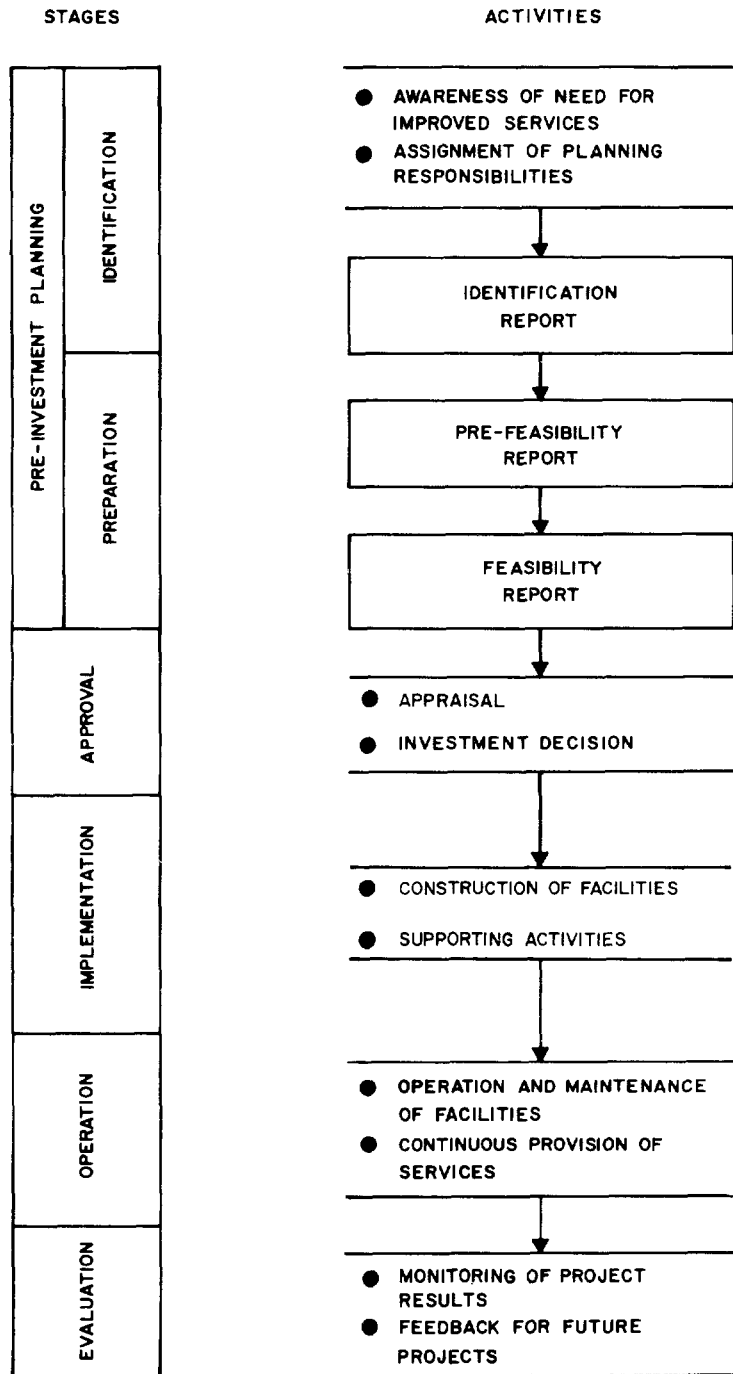 STAGES
ACTIVITIES
PRE-INVESTMENT PLANNING
IDENTIFICATION
PREPARATION
APPROVAL
IMPLEMENTATION
OPERATION
EVALUATION
● AWARENESS OF NEED FOR
IMPROVED SERVICES
● ASSIGNMENT OF PLANNING
RESPONSIBILITIES
IDENTIFICATION
REPORT
PRE-FEASIBILITY
REPORT
FEASIBILITY
REPORT
● APPRAISAL
● INVESTMENT DECISION
● CONSTRUCTION OF FACILITIES
● SUPPORTING ACTIVITIES
● OPERATION AND MAINTENANCE
OF FACILITIES
● CONTINUOUS PROVISION OF
SERVICES
● MONITORING OF PROJECT
RESULTS
● FEEDBACK FOR FUTURE
PROJECTS